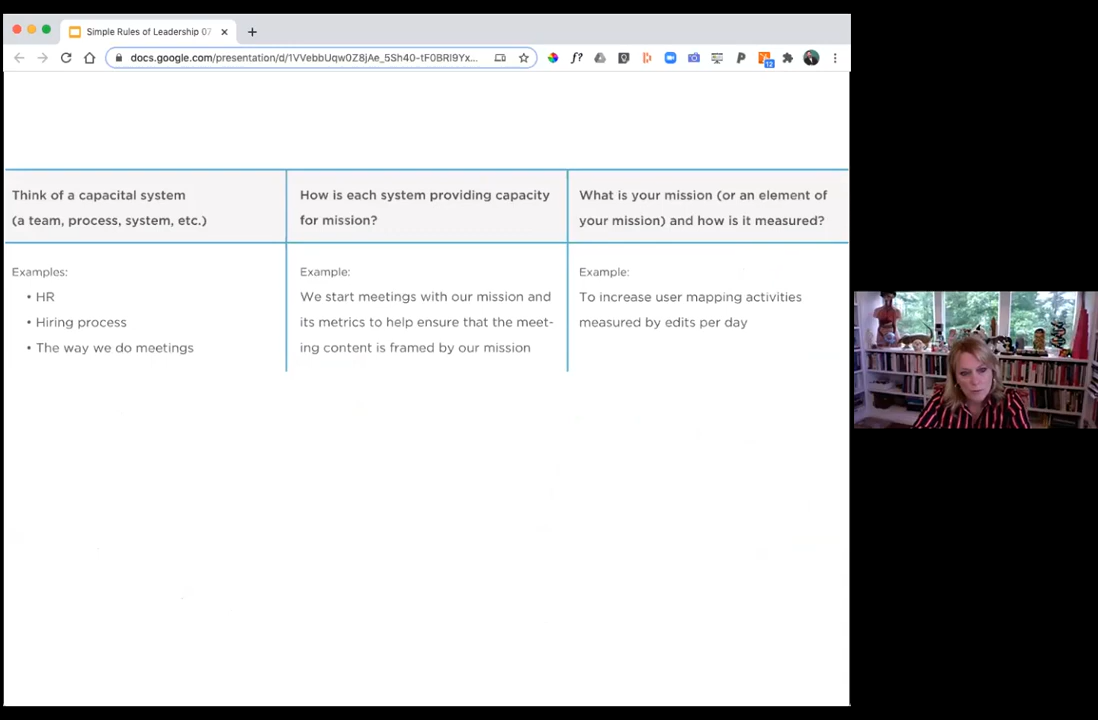 Simple Rules of Leadership 07
docs.google.com/presentation/d/1VVebbUqw0Z8jAe_5Sh40-tF0BRI9Yx...
f?
12
Think of a capacital system
(a team, process, system, etc.)
How is each system providing capacity
for mission?
What is your mission (or an element of
your mission) and how is it measured?
Examples:
• HR
• Hiring process
• The way we do meetings
Example:
We start meetings with our mission and
its metrics to help ensure that the meet-
ing content is framed by our mission
Example:
To increase user mapping activities
measured by edits per day